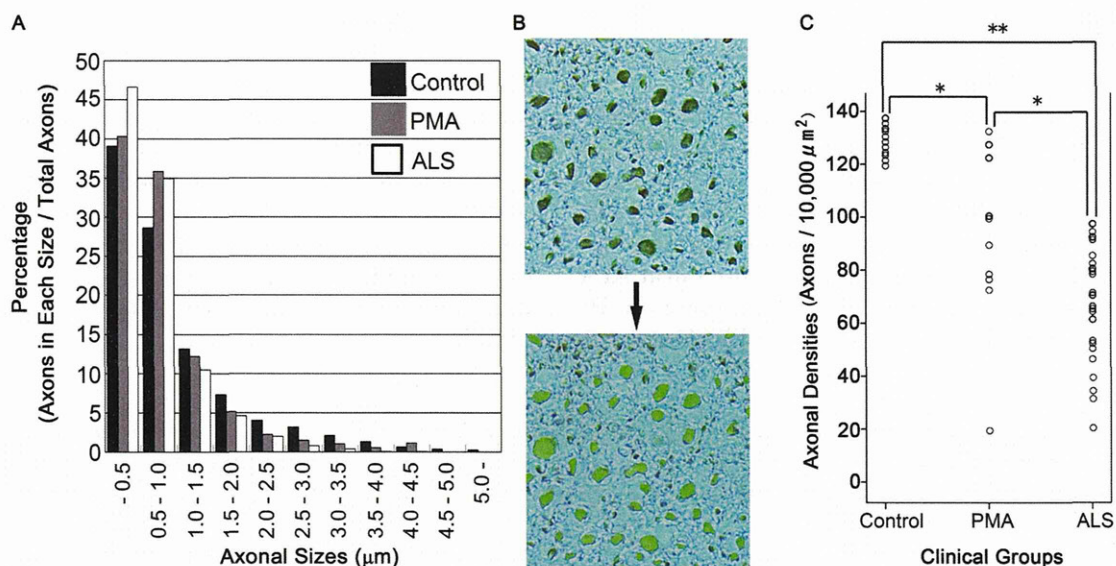 A
Percentage
(Axons in Each Size / Total Axons)
50
45
40
35
30
25
20
15
10
5
0
Control
PMA
ALS
- 0.5
0.5 - 1.0
1.0 - 1.5
1.5 - 2.0
2.0 - 2.5
2.5 - 3.0
3.0 - 3.5
3.5 - 4.0
4.0 - 4.5
4.5 - 5.0
5.0 -
Axonal Sizes (μm)
B
C
**
*
*
Axonal Densities (Axons / 10,000 μm²)
140
120
100
80
60
40
20
0
Control
PMA
ALS
Clinical Groups